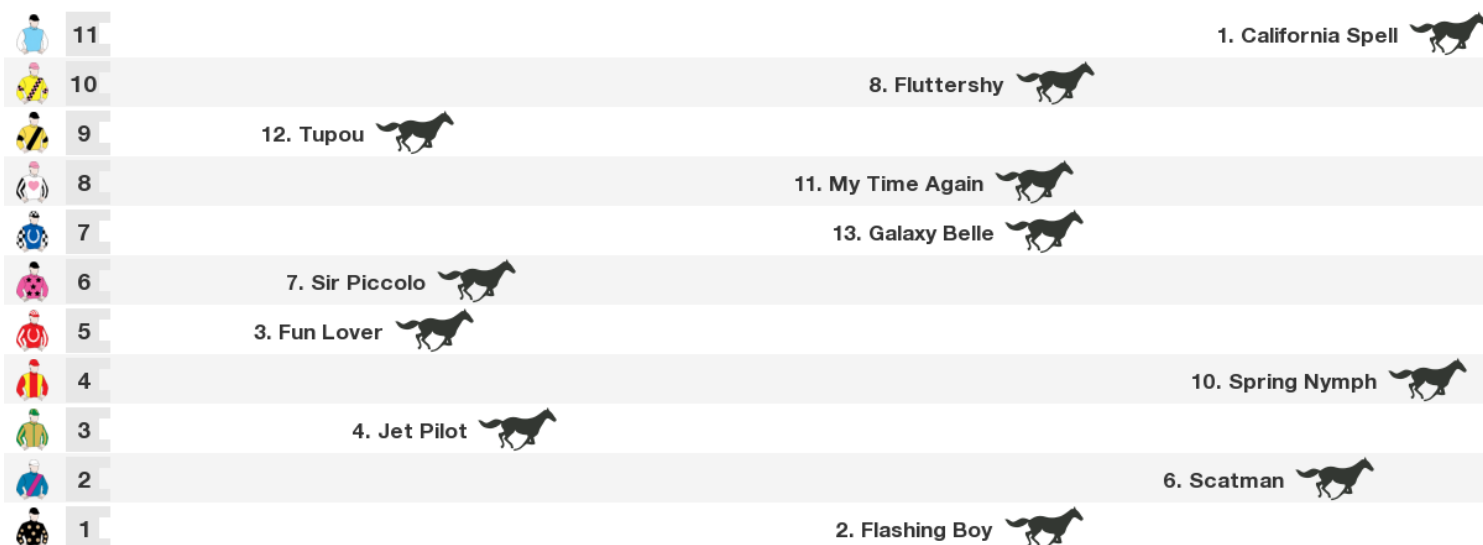 11 1. California Spell
10 8. Fluttershy
9 12. Tupou
8 11. My Time Again
7 13. Galaxy Belle
6 7. Sir Piccolo
5 3. Fun Lover
4 10. Spring Nymph
3 4. Jet Pilot
2 6. Scatman
1 2. Flashing Boy